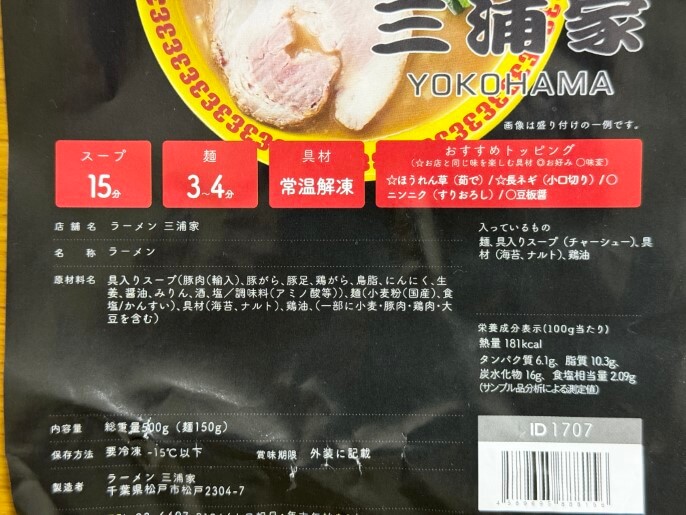 三浦家
YOKOHAMA
画像は盛り付けの一例です。
スープ
15分
麺
3~4分
具材
常温解凍
おすすめトッピング
(☆お店と同じ味を楽しむ具材 ◎お好み 〇味変)
☆ほうれん草(茹で)/☆長ネギ(小口切り)/〇
ニンニク(すりおろし)/〇豆板醤
店舗名 ラーメン 三浦家
名称 ラーメン
原材料名 具入りスープ(豚肉(輸入)、豚がら、豚足、鶏がら、鳥脂、にんにく、生
姜、醤油、みりん、酒、塩/調味料(アミノ酸等))、麺(小麦粉(国産)、食
塩/かんすい)、具材(海苔、ナルト)、鶏油、(一部に小麦・豚肉・鶏肉・大
豆を含む)
入っているもの
麺、具入りスープ(チャーシュー)、具
材(海苔、ナルト)、鶏油
栄養成分表示(100g当たり)
熱量 181kcal
タンパク質 6.1g、脂質 10.3g、
炭水化物 16g、食塩相当量 2.09g
(サンプル品分析による測定値)
内容量 総重量500g(麺150g)
保存方法 要冷凍 -15℃以下 賞味期限 外装に記載
製造者 ラーメン 三浦家
千葉県松戸市松戸2304-7
ID1707